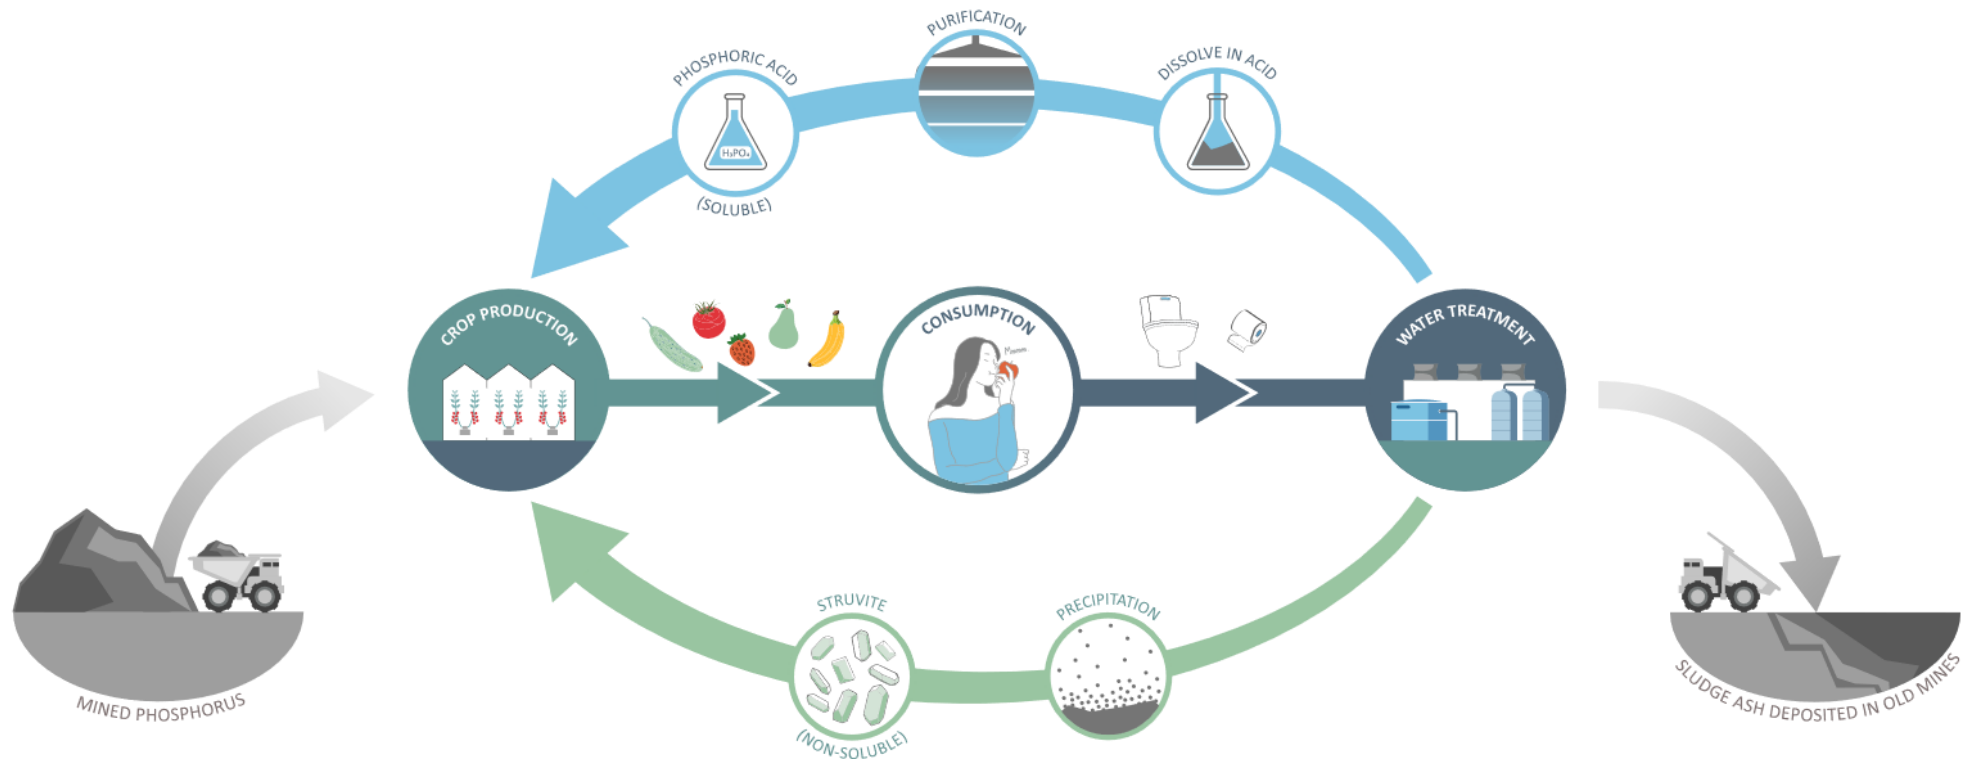 PURIFICATION
PHOSPHORIC ACID
DISSOLVE IN ACID
H₃PO₄
(SOLUBLE)
CROP PRODUCTION
CONSUMPTION
Mmmm..
WATER TREATMENT
STRUVITE
PRECIPITATION
(NON-SOLUBLE)
MINED PHOSPHORUS
SLUDGE ASH DEPOSITED IN OLD MINES